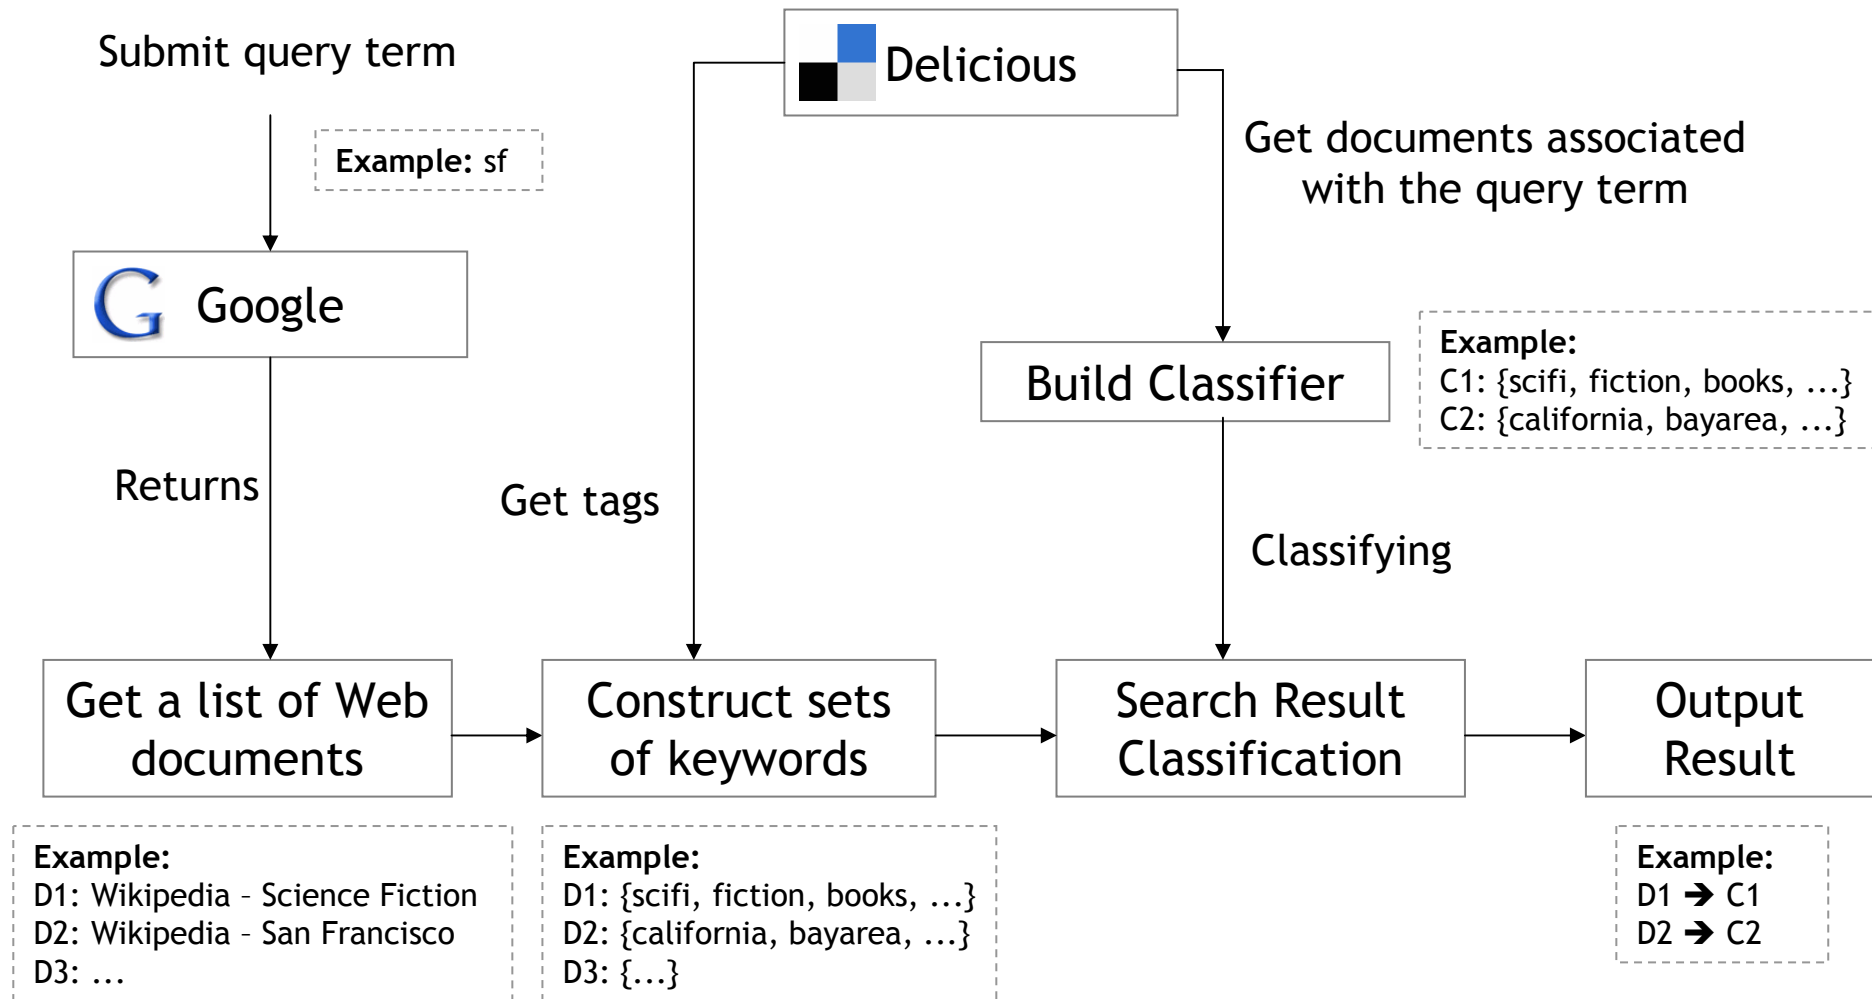 Submit query term
Example: sf
Google
Returns
Delicious
Get tags
Get documents associated
with the query term
Build Classifier
Example:
C1: {scifi, fiction, books, ...}
C2: {california, bayarea, ...}
Classifying
Get a list of Web
documents
Construct sets
of keywords
Search Result
Classification
Output
Result
Example:
D1: Wikipedia – Science Fiction
D2: Wikipedia – San Francisco
D3: ...
Example:
D1: {scifi, fiction, books, ...}
D2: {california, bayarea, ...}
D3: {...}
Example:
D1 ➔ C1
D2 ➔ C2